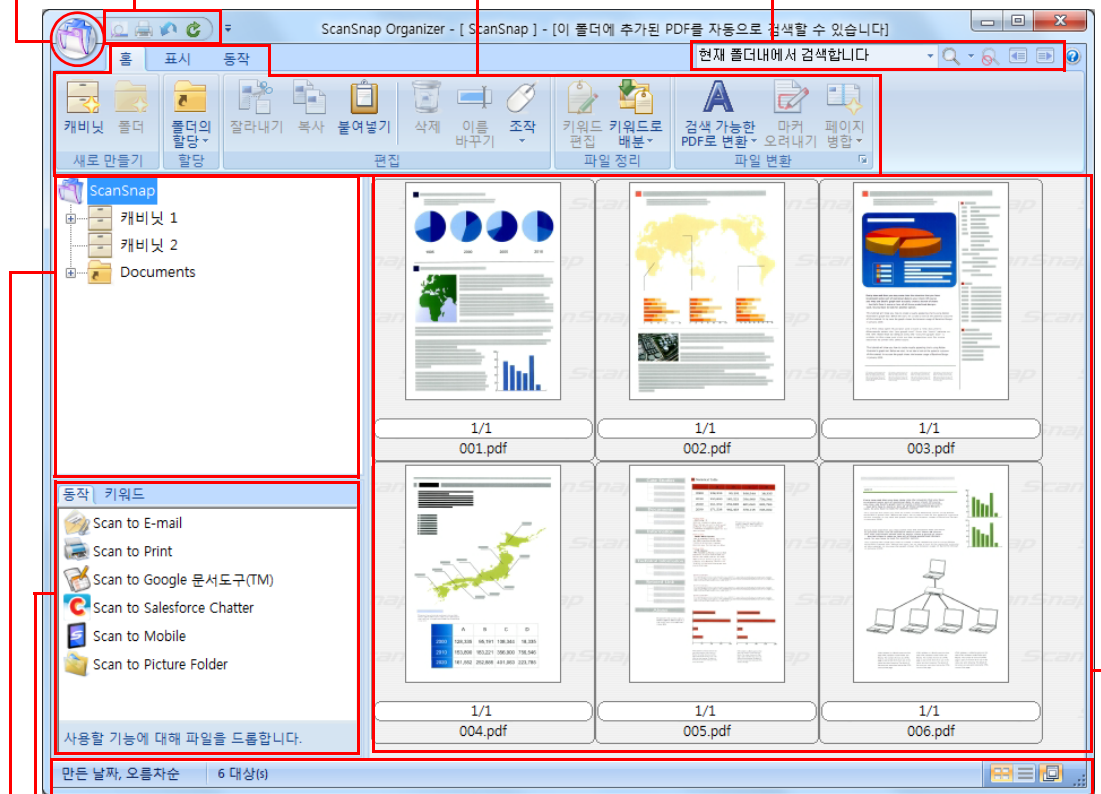 ScanSnap Organizer - [ ScanSnap ] - [이 폴더에 추가된 PDF를 자동으로 검색할 수 있습니다]
홈 표시 동작
현재 폴더내에서 검색합니다
캐비닛 폴더 폴더의 할당 잘라내기 복사 붙여넣기 삭제 이름 바꾸기 조작 키워드 편집 키워드로 배분 검색 가능한 PDF로 변환 마커 오려내기 페이지 병합
새로 만들기 할당 편집 파일 정리 파일 변환
ScanSnap
캐비닛 1
캐비닛 2
Documents
1/1 1/1 1/1
001.pdf 002.pdf 003.pdf
동작 키워드
Scan to E-mail
Scan to Print
Scan to Google 문서도구(TM)
Scan to Salesforce Chatter
Scan to Mobile
Scan to Picture Folder
사용할 기능에 대해 파일을 드롭합니다.
1/1 1/1 1/1
004.pdf 005.pdf 006.pdf
만든 날짜, 오름차순 6 대상(s)